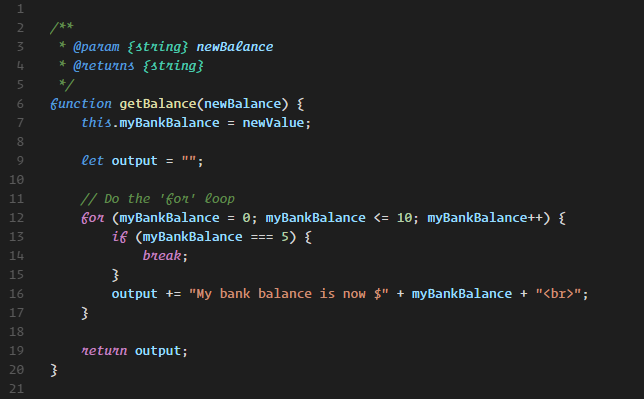 1
2 /**
3  * @param {string} newBalance
4  * @returns {string}
5  */
6 function getBalance(newBalance) {
7     this.myBankBalance = newValue;
8
9     let output = "";
10
11     // Do the 'for' loop
12     for (myBankBalance = 0; myBankBalance <= 10; myBankBalance++) {
13         if (myBankBalance === 5) {
14             break;
15         }
16         output += "My bank balance is now $" + myBankBalance + "<br>";
17     }
18
19     return output;
20 }
21